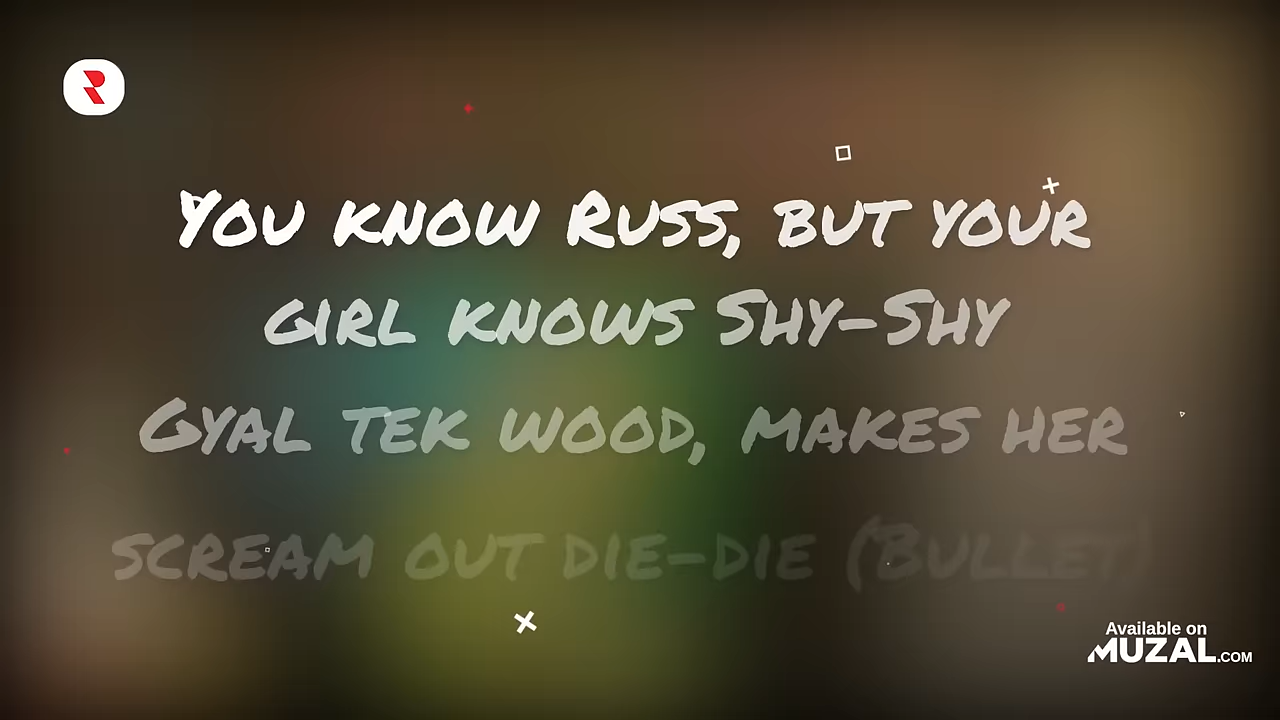 You know Russ, but your
girl knows Shy-Shy
Gyal tek wood, makes her
scream out die-die (Bullet)
Available on
MUZAL.COM